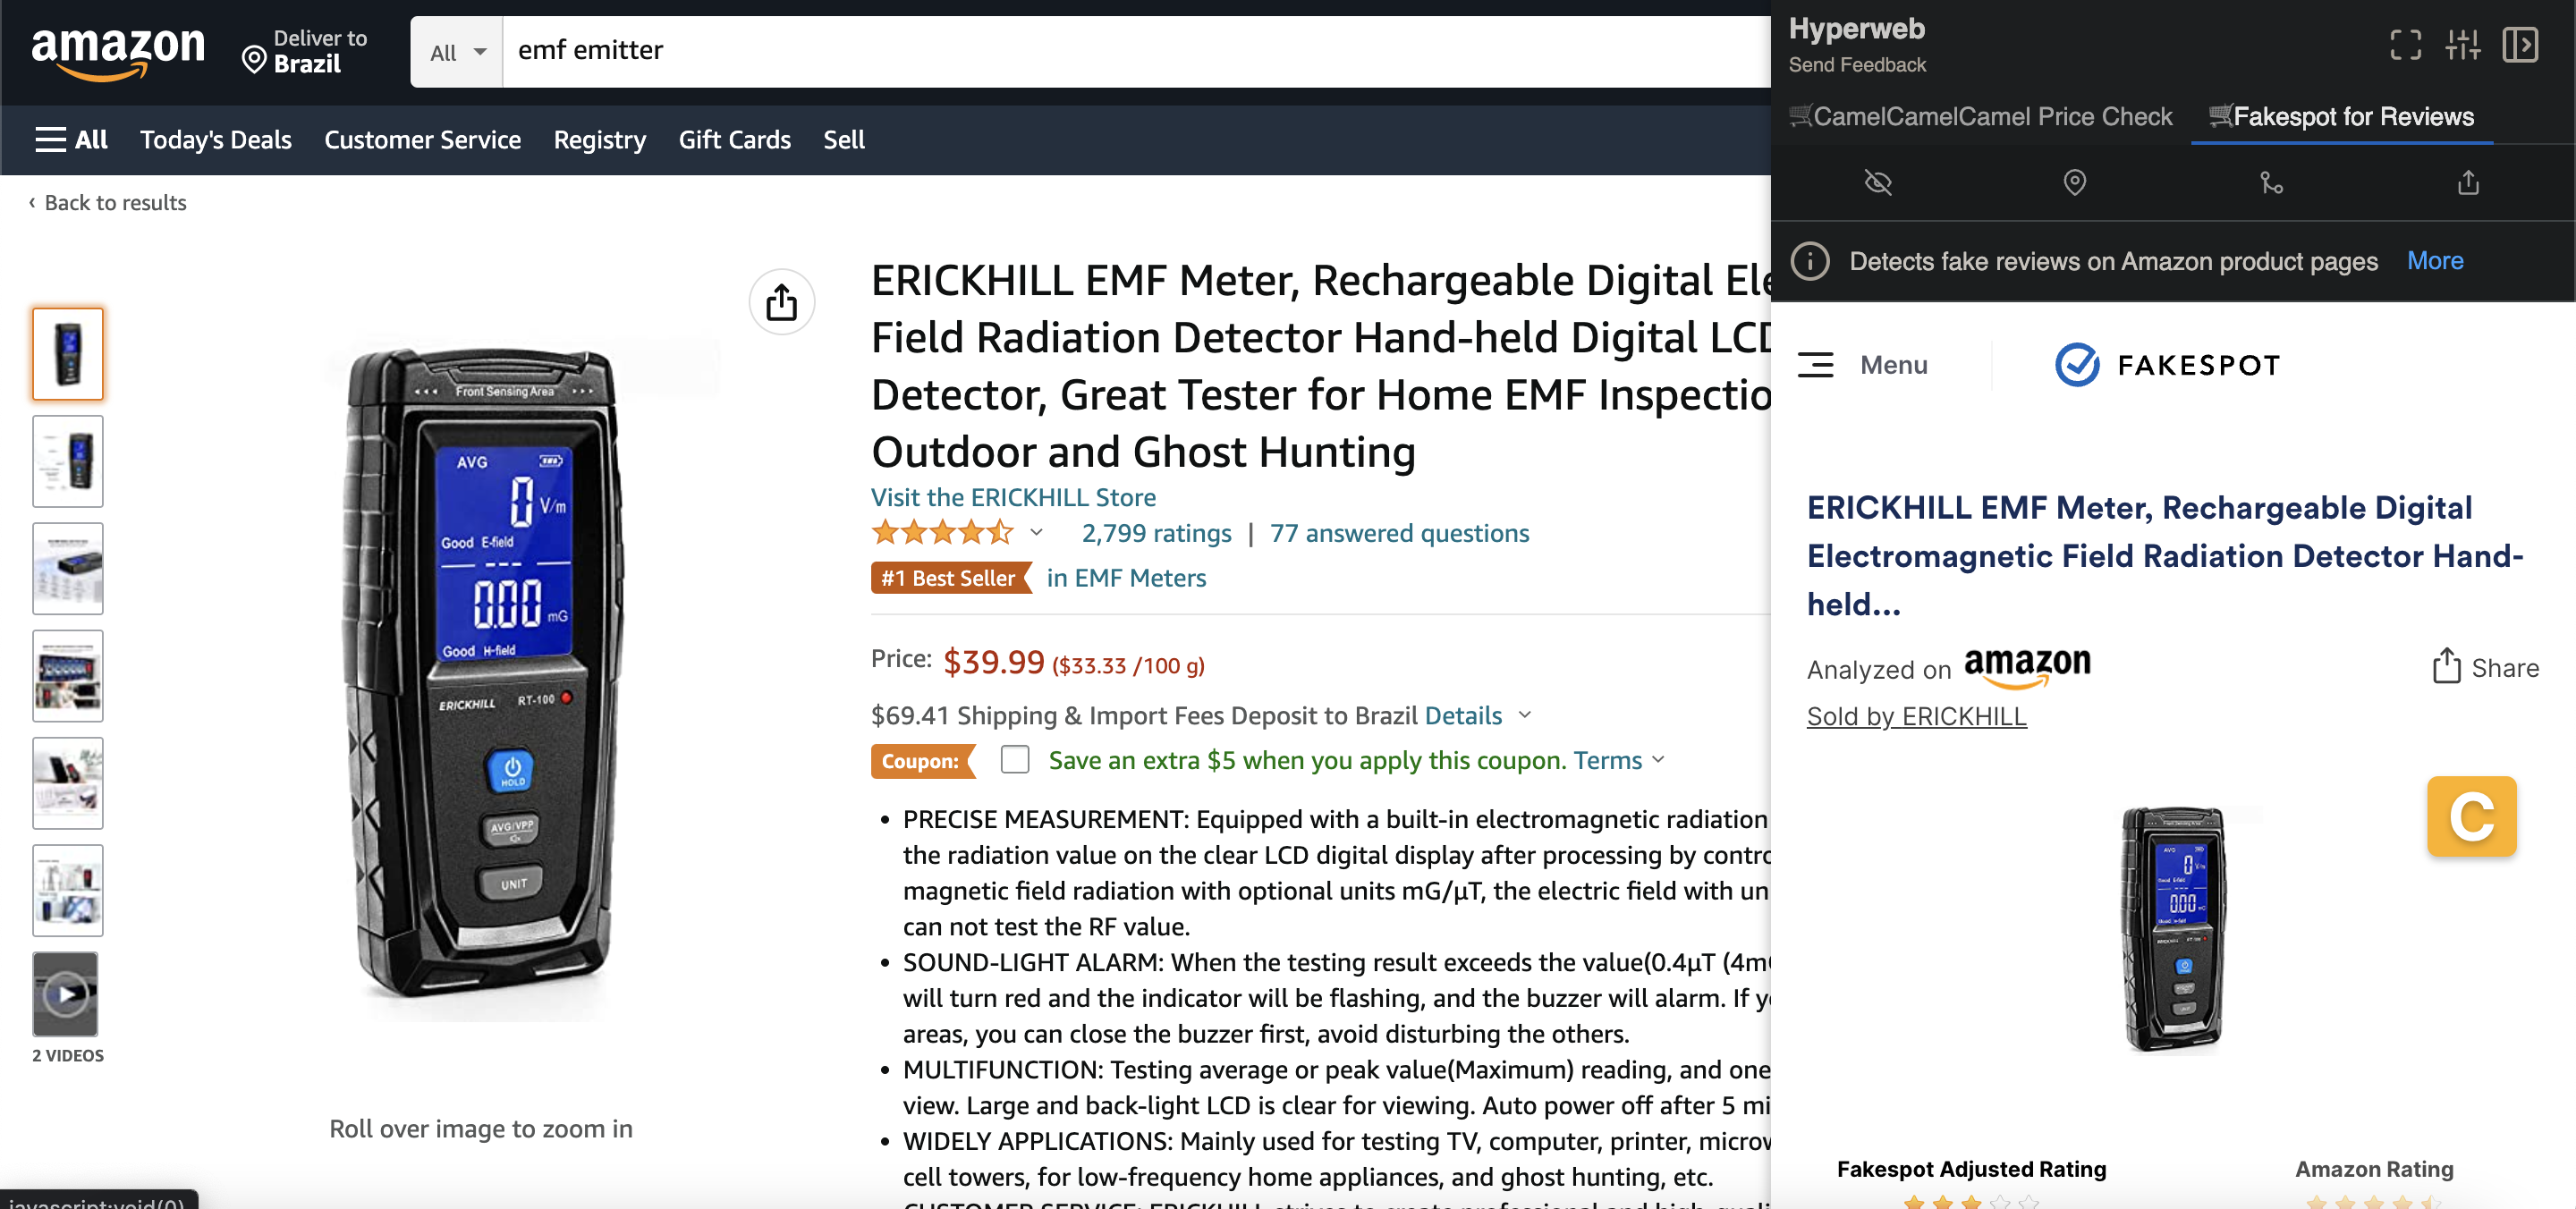 amazon
Deliver to
Brazil
All
emf emitter
All
Today's Deals
Customer Service
Registry
Gift Cards
Sell
‹ Back to results
Front Sensing Area
AVG
0 V/m
Good E-field
0.00 mG
Good H-field
ERICKHILL RT-100
HOLD
AVG/VPP
UNIT
2 VIDEOS
Roll over image to zoom in
ERICKHILL EMF Meter, Rechargeable Digital Ele
Field Radiation Detector Hand-held Digital LCD
Detector, Great Tester for Home EMF Inspectio
Outdoor and Ghost Hunting
Visit the ERICKHILL Store
2,799 ratings | 77 answered questions
#1 Best Seller in EMF Meters
Price: $39.99 ($33.33 /100 g)
$69.41 Shipping & Import Fees Deposit to Brazil Details
Coupon: Save an extra $5 when you apply this coupon. Terms
• PRECISE MEASUREMENT: Equipped with a built-in electromagnetic radiation
the radiation value on the clear LCD digital display after processing by contro
magnetic field radiation with optional units mG/μT, the electric field with un
can not test the RF value.
• SOUND-LIGHT ALARM: When the testing result exceeds the value(0.4μT (4m
will turn red and the indicator will be flashing, and the buzzer will alarm. If y
areas, you can close the buzzer first, avoid disturbing the others.
• MULTIFUNCTION: Testing average or peak value(Maximum) reading, and one
view. Large and back-light LCD is clear for viewing. Auto power off after 5 mi
• WIDELY APPLICATIONS: Mainly used for testing TV, computer, printer, microw
cell towers, for low-frequency home appliances, and ghost hunting, etc.
CUSTOMER SERVICE: ERICKHILL strives to create professional and high-quali
javascript:void(0)
Hyperweb
Send Feedback
🛒CamelCamelCamel Price Check
🛒Fakespot for Reviews
Detects fake reviews on Amazon product pages More
Menu
FAKESPOT
ERICKHILL EMF Meter, Rechargeable Digital
Electromagnetic Field Radiation Detector Hand-
held...
Analyzed on amazon
Share
Sold by ERICKHILL
C
Fakespot Adjusted Rating
Amazon Rating